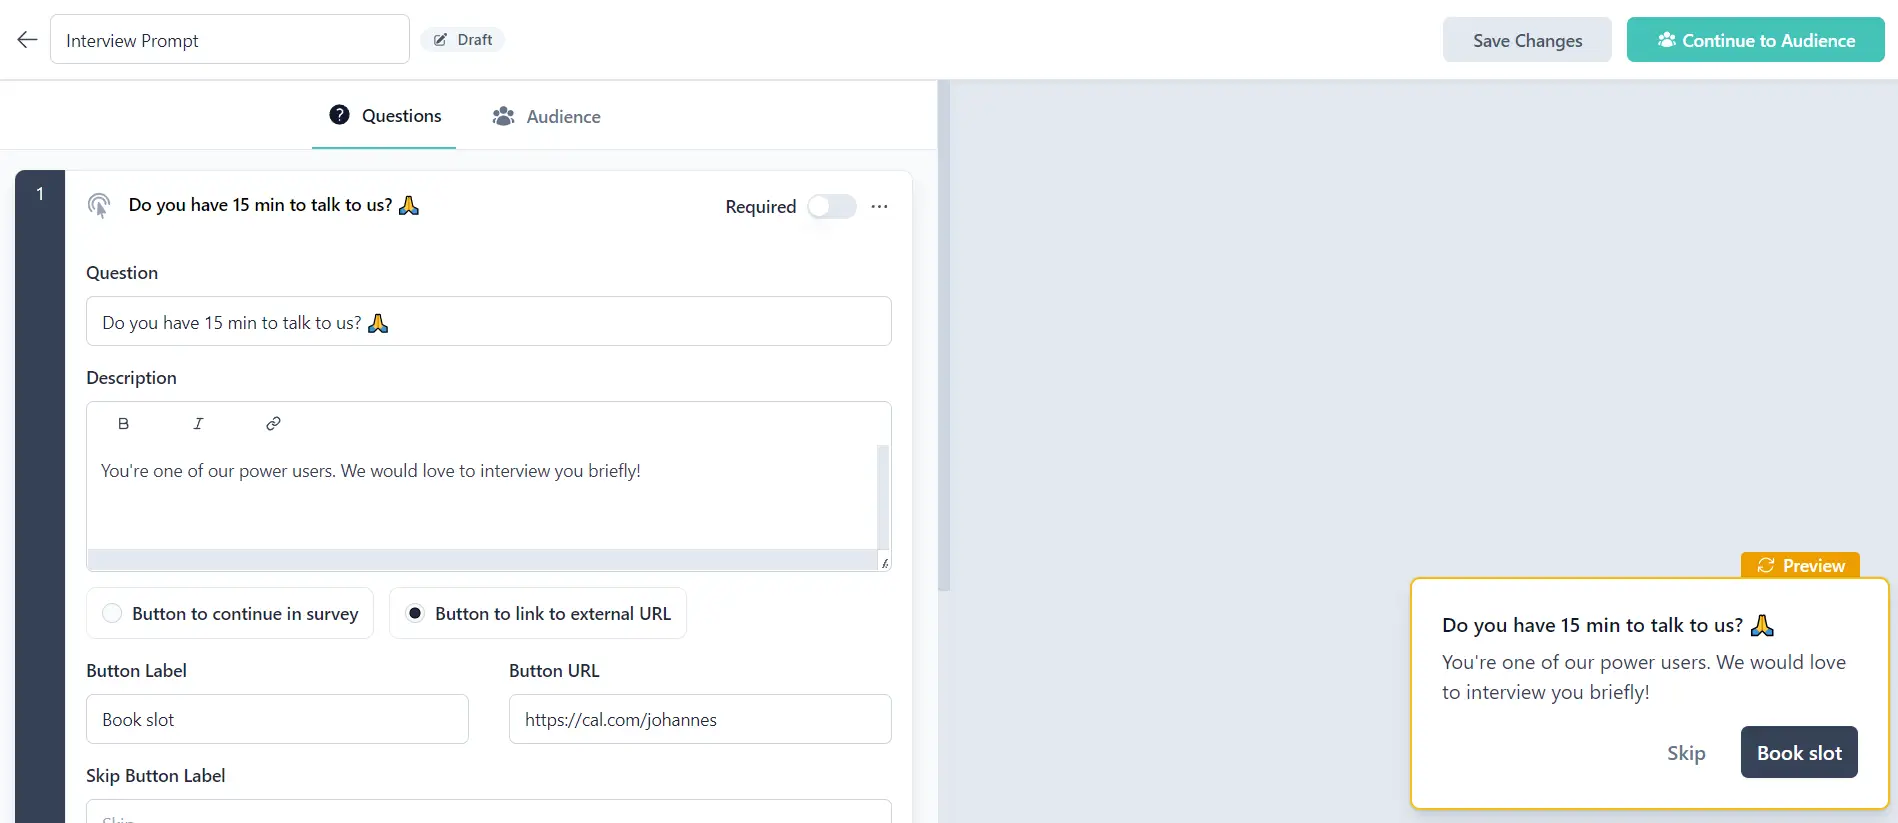 Interview Prompt
Draft
Save Changes
Continue to Audience
Questions
Audience
1
Do you have 15 min to talk to us? 🙏
Required
Question
Do you have 15 min to talk to us? 🙏
Description
B I
You're one of our power users. We would love to interview you briefly!
Button to continue in survey
Button to link to external URL
Button Label
Button URL
Book slot
https://cal.com/johannes
Skip Button Label
Skip
Preview
Do you have 15 min to talk to us? 🙏
You're one of our power users. We would love
to interview you briefly!
Skip
Book slot